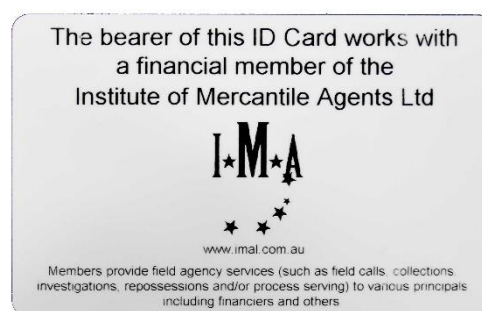 The bearer of this ID Card works with
a financial member of the
Institute of Mercantile Agents Ltd
I★M★A
www.imal.com.au
Members provide field agency services (such as field calls, collections,
investigations, repossessions and/or process serving) to various principals
including financiers and others